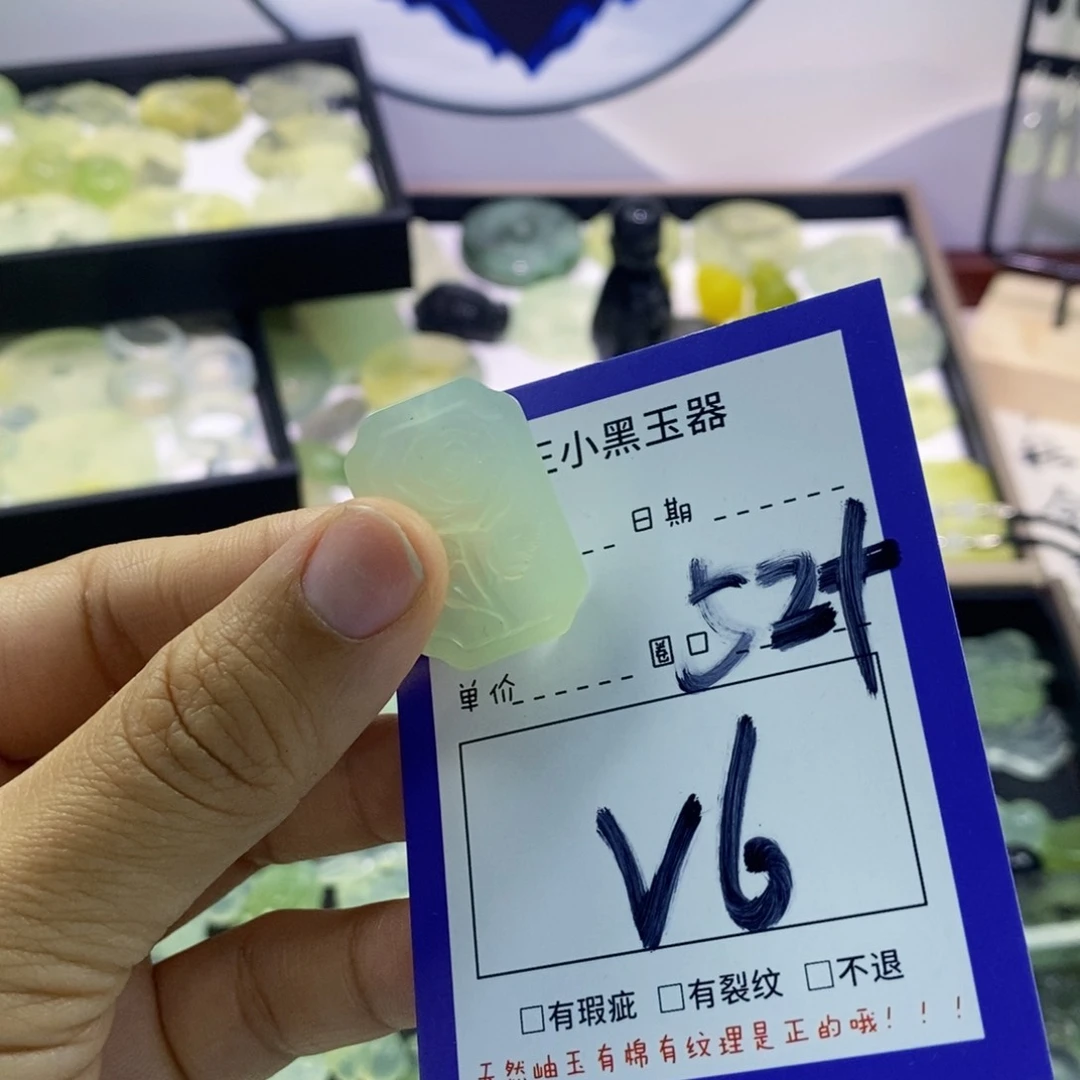 小黑玉器
日期
524
圈口
单价
V6
□有瑕疵 □有裂纹 □不退
天然岫玉有棉有纹理是正的哦！！！